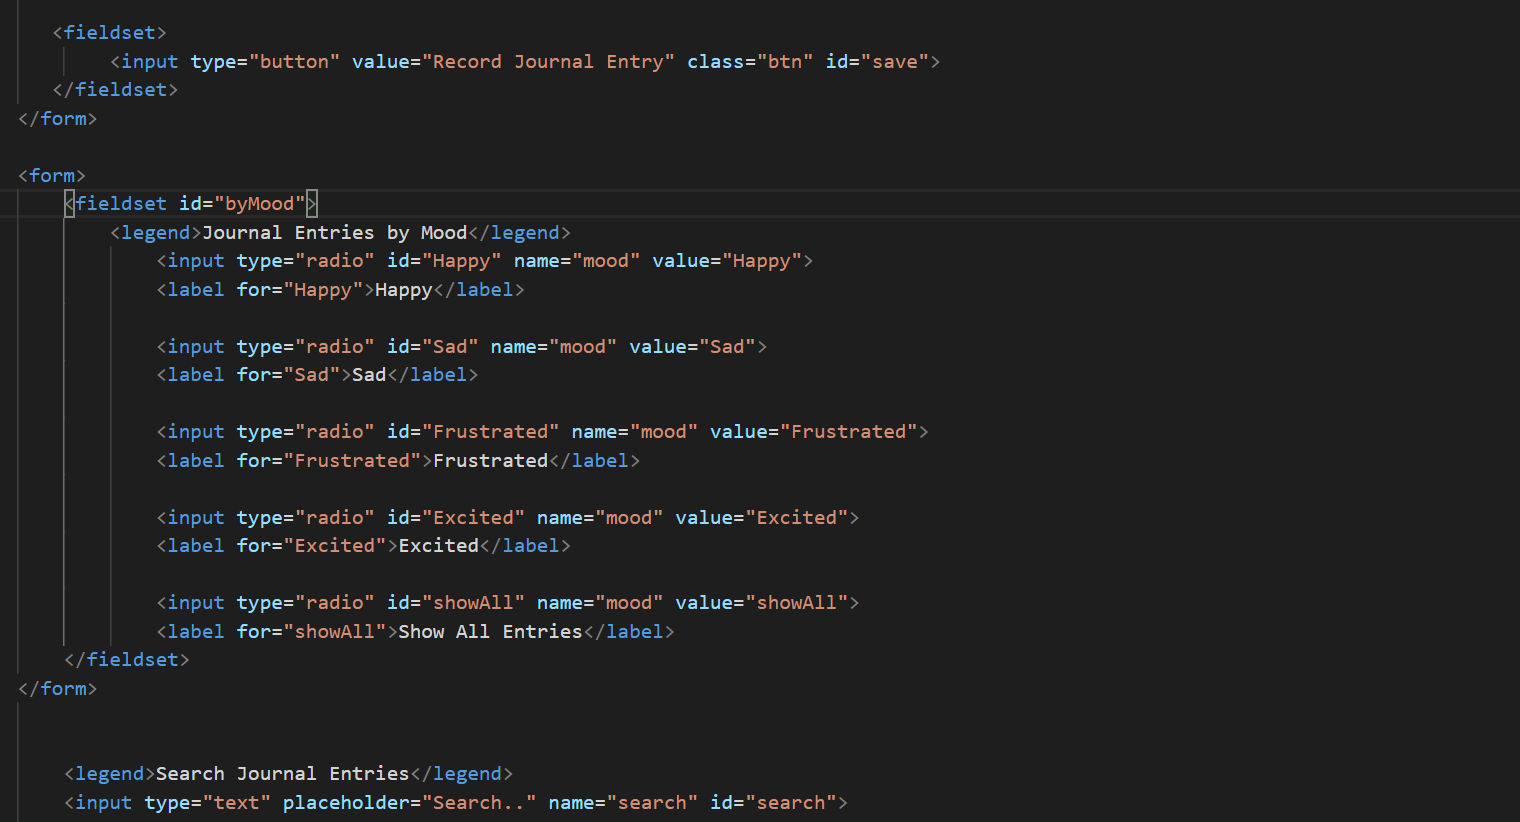 <fieldset>
<input type="button" value="Record Journal Entry" class="btn" id="save">
</fieldset>
</form>
<form>
<fieldset id="byMood">
<legend>Journal Entries by Mood</legend>
<input type="radio" id="Happy" name="mood" value="Happy">
<label for="Happy">Happy</label>
<input type="radio" id="Sad" name="mood" value="Sad">
<label for="Sad">Sad</label>
<input type="radio" id="Frustrated" name="mood" value="Frustrated">
<label for="Frustrated">Frustrated</label>
<input type="radio" id="Excited" name="mood" value="Excited">
<label for="Excited">Excited</label>
<input type="radio" id="showAll" name="mood" value="showAll">
<label for="showAll">Show All Entries</label>
</fieldset>
</form>
<legend>Search Journal Entries</legend>
<input type="text" placeholder="Search.." name="search" id="search">